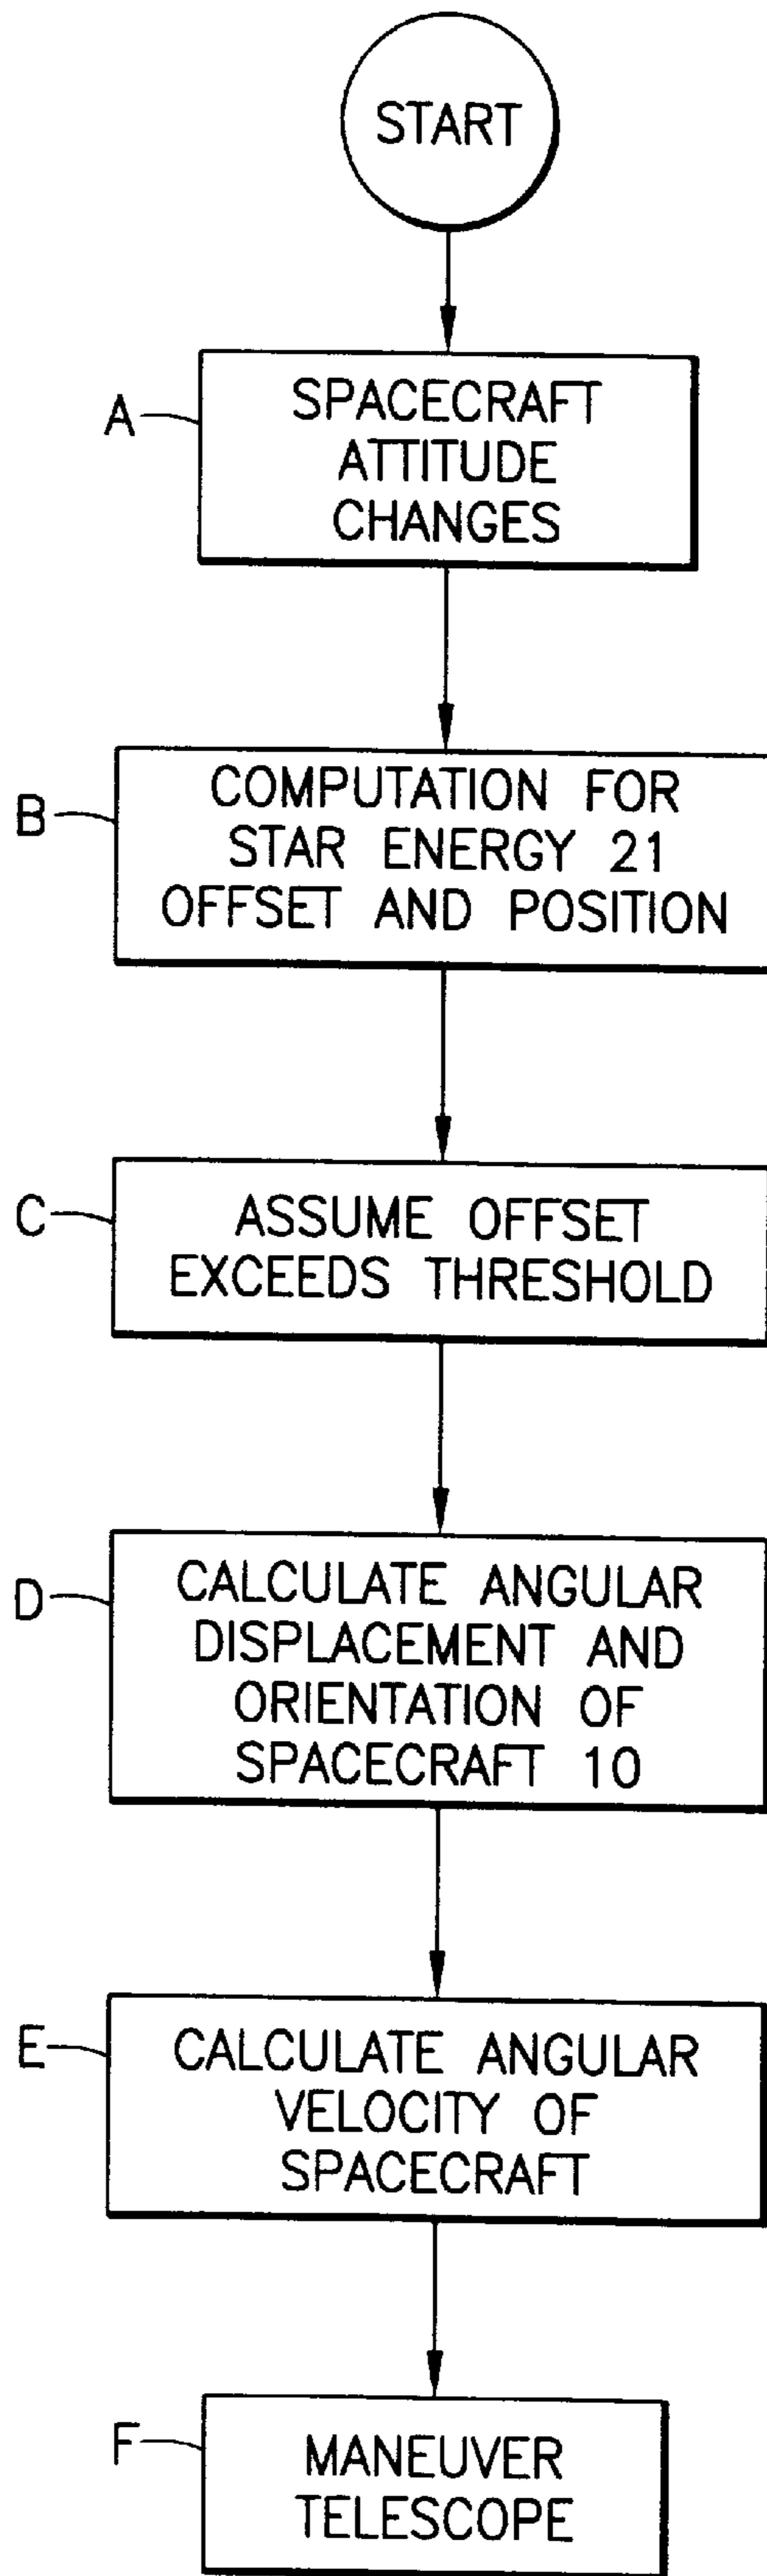 START
A
SPACECRAFT
ATTITUDE
CHANGES
B
COMPUTATION FOR
STAR ENERGY 21
OFFSET AND POSITION
C
ASSUME OFFSET
EXCEEDS THRESHOLD
D
CALCULATE ANGULAR
DISPLACEMENT AND
ORIENTATION OF
SPACECRAFT 10
E
CALCULATE ANGULAR
VELOCITY OF
SPACECRAFT
F
MANEUVER
TELESCOPE